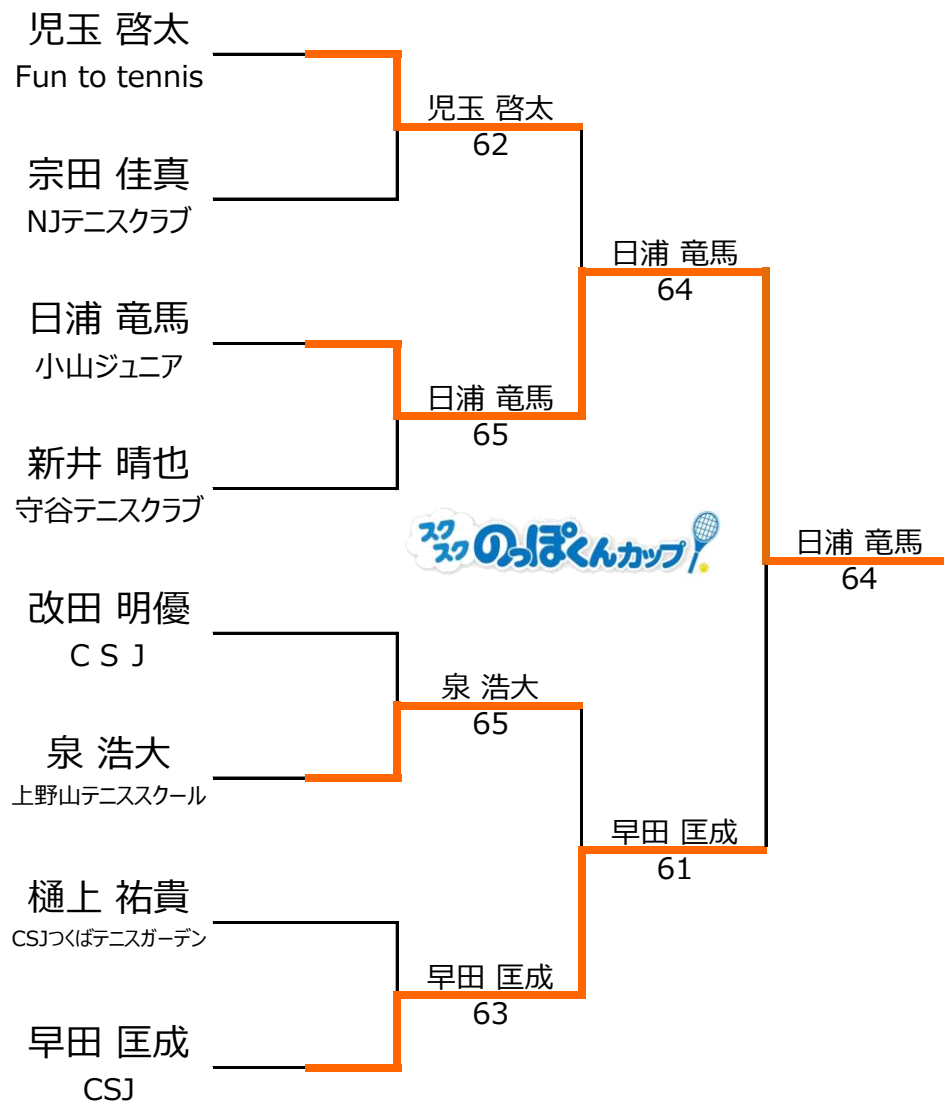 児玉 啓太
Fun to tennis
宗田 佳真
NJテニスクラブ
日浦 竜馬
小山ジュニア
新井 晴也
守谷テニスクラブ
改田 明優
C S J
泉 浩大
上野山テニススクール
樋上 祐貴
CSJつくばテニスガーデン
早田 匡成
CSJ
児玉 啓太
62
日浦 竜馬
65
泉 浩大
65
早田 匡成
63
日浦 竜馬
64
早田 匡成
61
スクスクのっぽくんカップ
日浦 竜馬
64